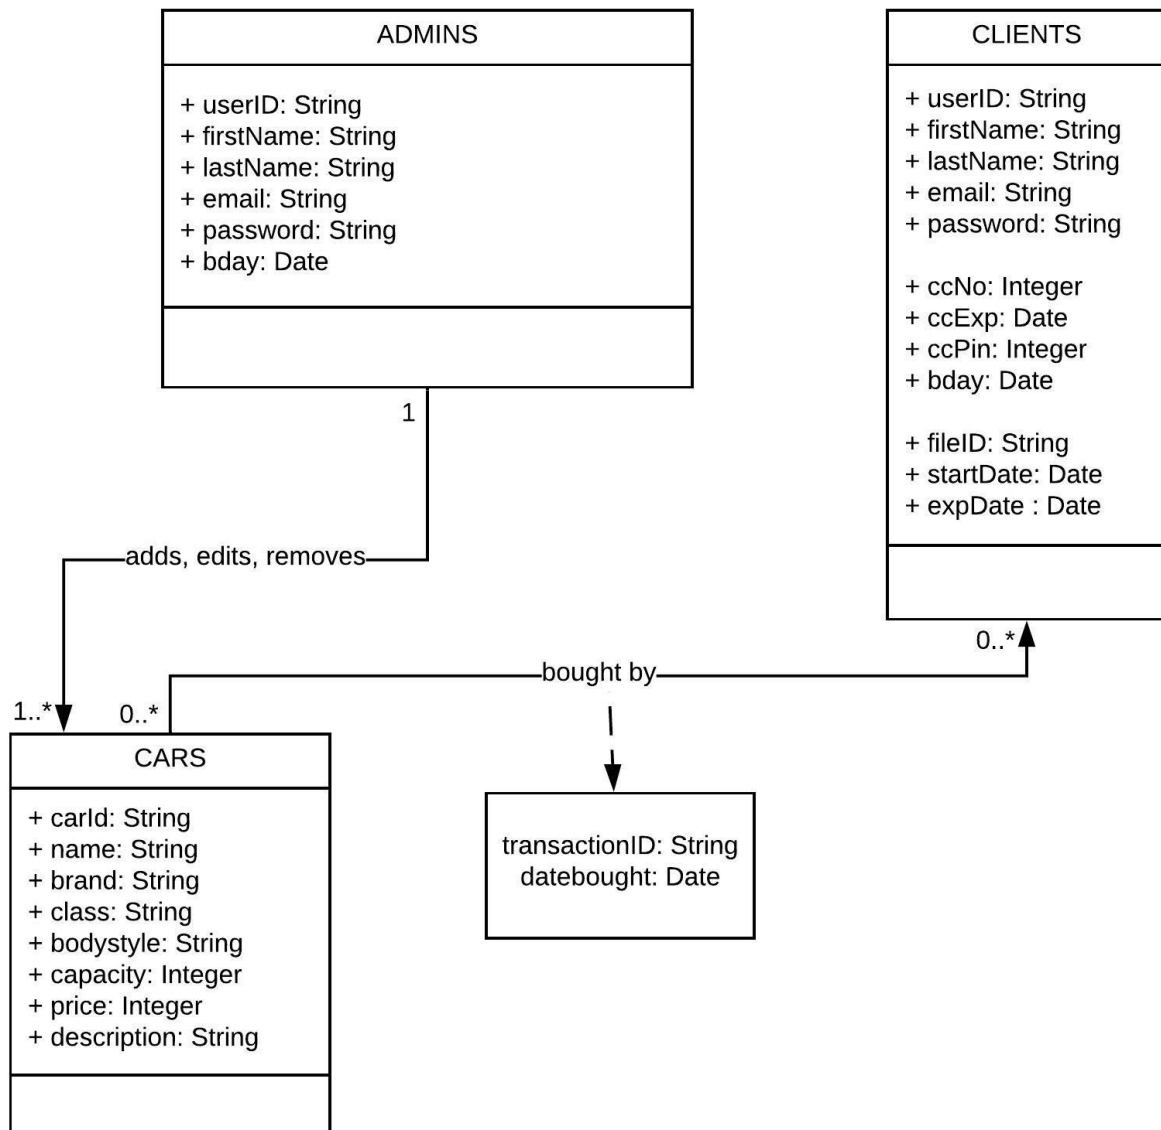 ADMINS
+ userID: String
+ firstName: String
+ lastName: String
+ email: String
+ password: String
+ bday: Date
CLIENTS
+ userID: String
+ firstName: String
+ lastName: String
+ email: String
+ password: String
+ ccNo: Integer
+ ccExp: Date
+ ccPin: Integer
+ bday: Date
+ fileID: String
+ startDate: Date
+ expDate : Date
1
adds, edits, removes
0..*
bought by
1..*
0..*
CARS
+ carId: String
+ name: String
+ brand: String
+ class: String
+ bodystyle: String
+ capacity: Integer
+ price: Integer
+ description: String
transactionID: String
datebought: Date